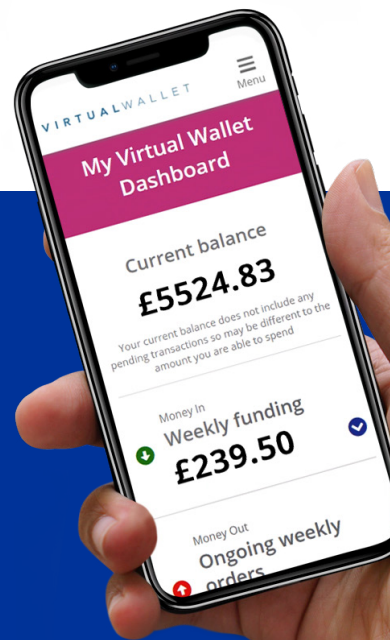 VIRTUALWALLET
Menu
My Virtual Wallet
Dashboard
Current balance
£5524.83
Your current balance does not include any
pending transactions so may be different to the
amount you are able to spend
Money In
Weekly funding
£239.50
Money Out
Ongoing weekly
orders